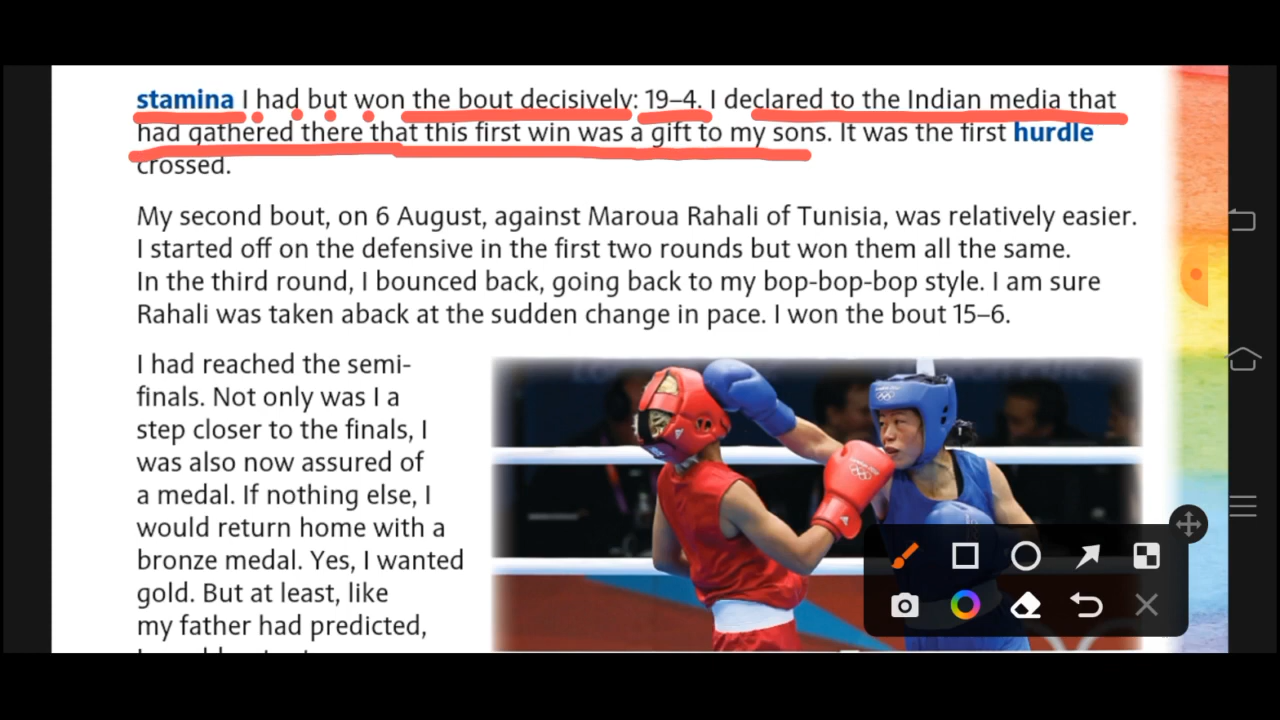 stamina I had but won the bout decisively: 19–4. I declared to the Indian media that
had gathered there that this first win was a gift to my sons. It was the first hurdle
crossed.
My second bout, on 6 August, against Maroua Rahali of Tunisia, was relatively easier.
I started off on the defensive in the first two rounds but won them all the same.
In the third round, I bounced back, going back to my bop-bop-bop style. I am sure
Rahali was taken aback at the sudden change in pace. I won the bout 15–6.
I had reached the semi-
finals. Not only was I a
step closer to the finals, I
was also now assured of
a medal. If nothing else, I
would return home with a
bronze medal. Yes, I wanted
gold. But at least, like
my father had predicted,